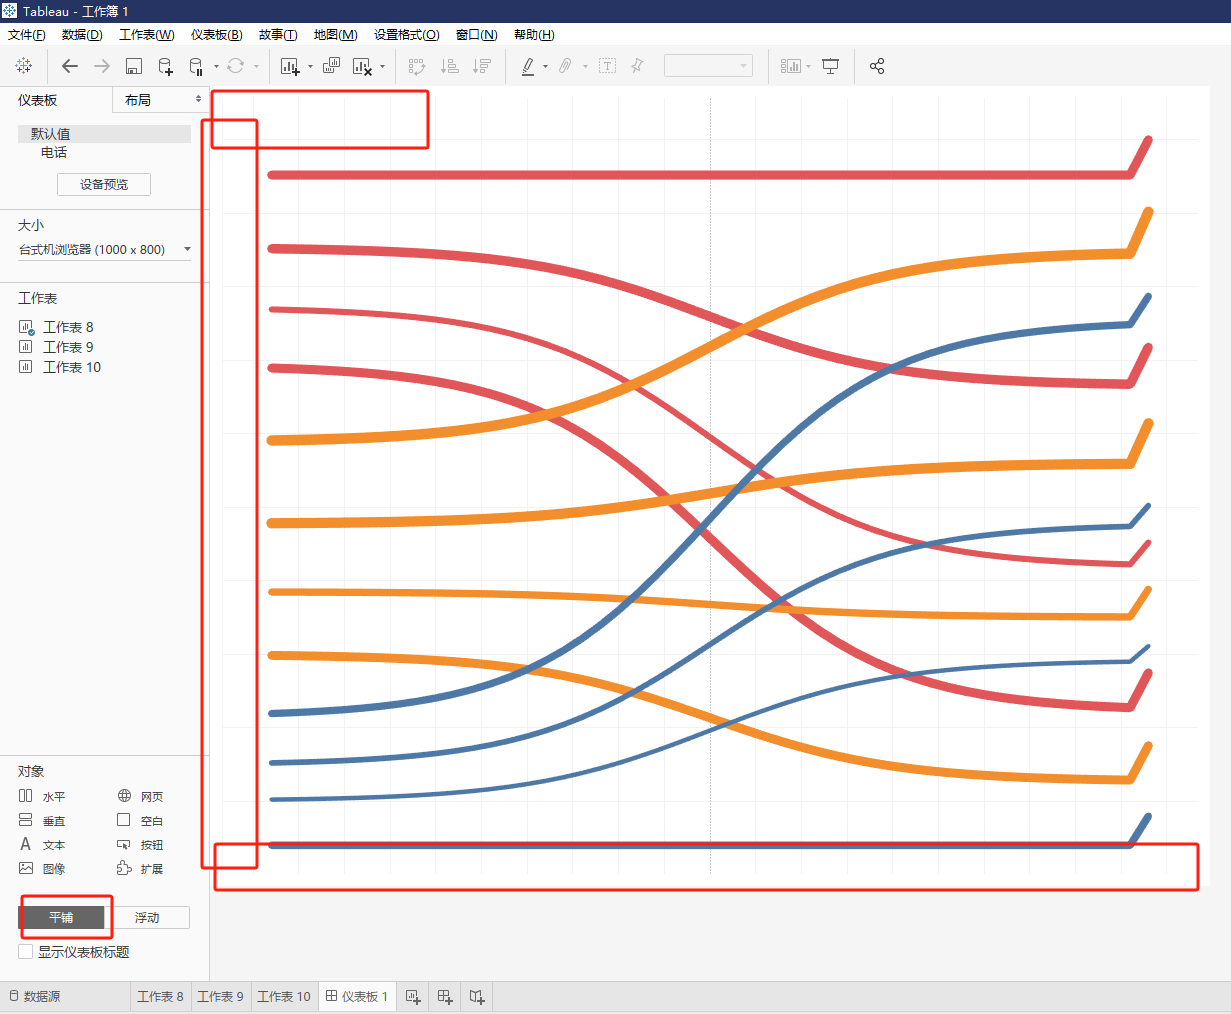 Tableau - 工作簿 1
文件(F) 数据(D) 工作表(W) 仪表板(B) 故事(T) 地图(M) 设置格式(O) 窗口(N) 帮助(H)
仪表板 布局
默认值
电话
设备预览
大小
台式机浏览器 (1000 x 800)
工作表
工作表 8
工作表 9
工作表 10
对象
水平 网页
垂直 空白
A 文本 按钮
图像 扩展
平铺 浮动
显示仪表板标题
数据源 工作表 8 工作表 9 工作表 10 仪表板 1